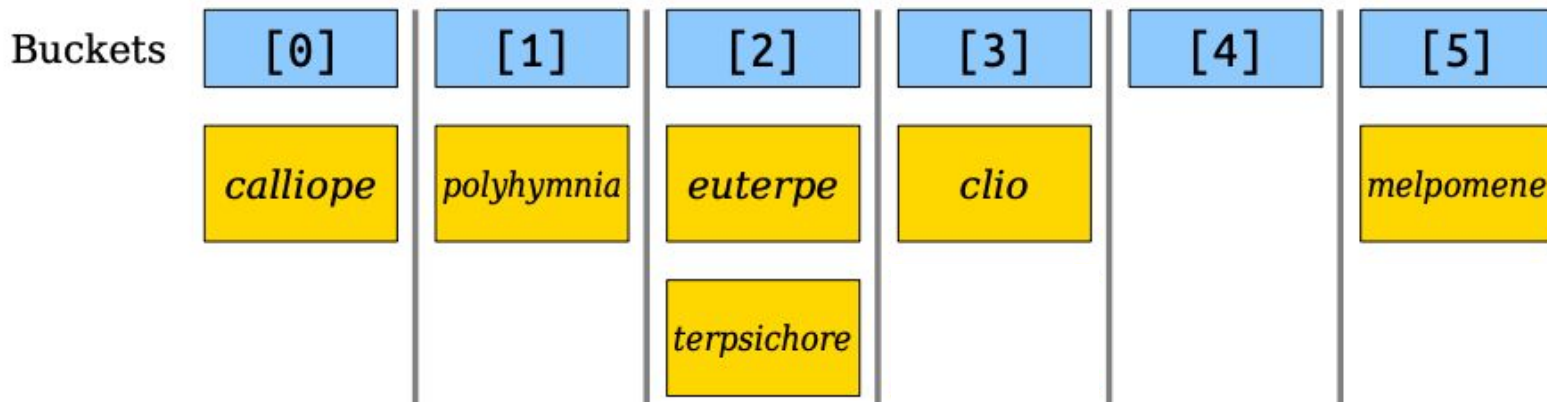 Buckets [0] [1] [2] [3] [4] [5]
calliope polyhymnia euterpe clio melpomene
terpsichore